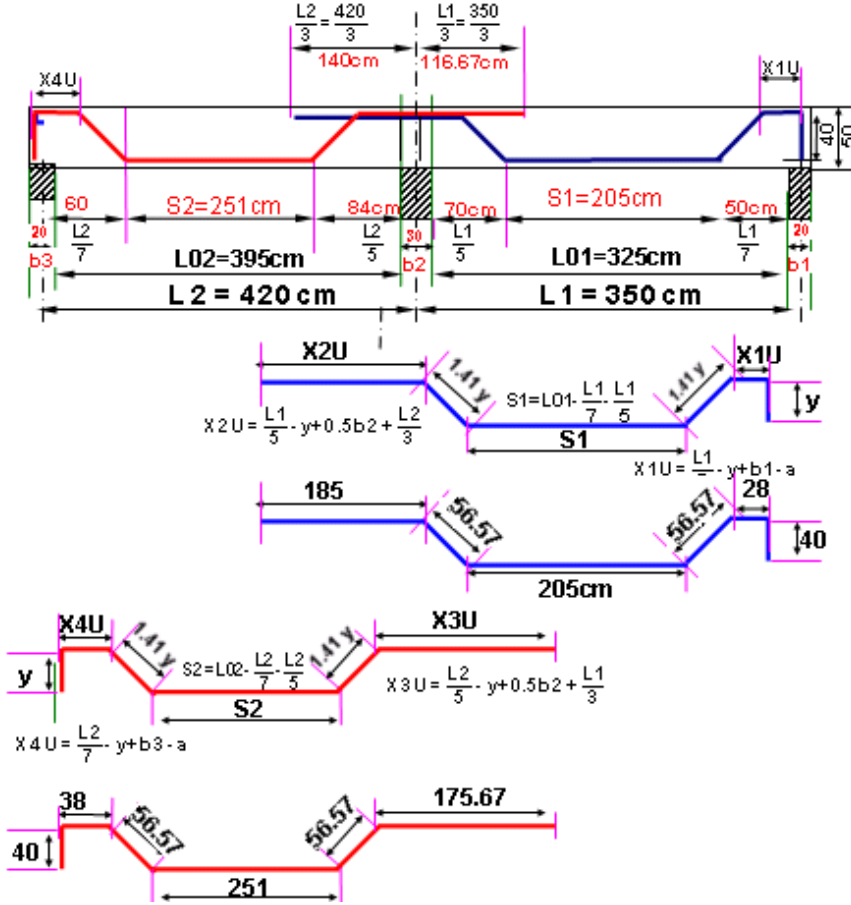 L2/3 = 420/3 L1/3 = 350/3
140cm 116.67cm
X4U X1U
40 50
60 S2=251cm 84cm 70cm S1=205cm 50cm
20 L2/7 L2/5 30 L1/5 L1/7 20
b3 L02=395cm b2 L01=325cm b1
L2 = 420 cm L1 = 350 cm
X2U 1.41 y S1=L01-L1/7-L1/5 1.41 y X1U
y
X2U = L1/5 - y+0.5b2 + L2/3 S1 X1U = L1/- - y+b1-a
185 56.57 56.57 28
40
205cm
X4U 1.41 y S2=L02-L2/7-L2/5 1.41 y X3U
y X3U = L2/5 - y+0.5b2 + L1/3
S2
X4U = L2/7 - y+b3-a
38 56.57 56.57 175.67
40
251